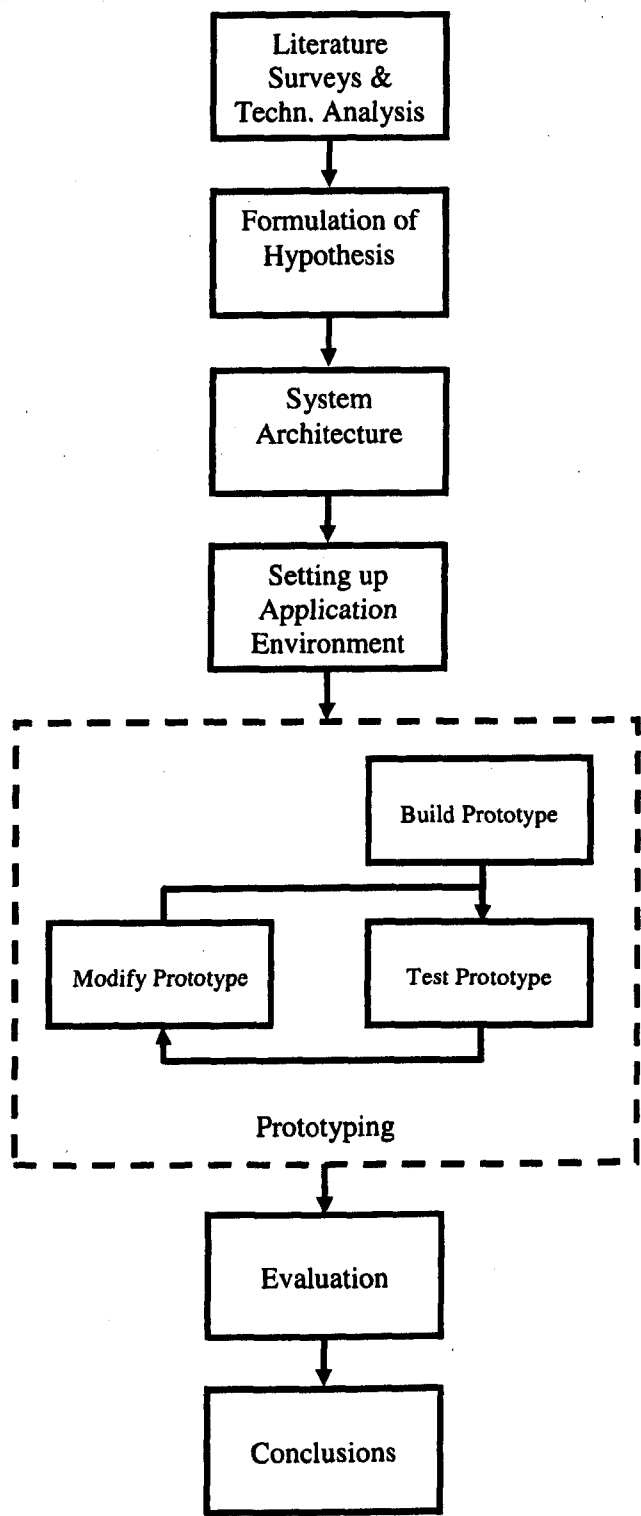 Literature
Surveys &
Techn. Analysis
Formulation of
Hypothesis
System
Architecture
Setting up
Application
Environment
Build Prototype
Modify Prototype
Test Prototype
Prototyping
Evaluation
Conclusions